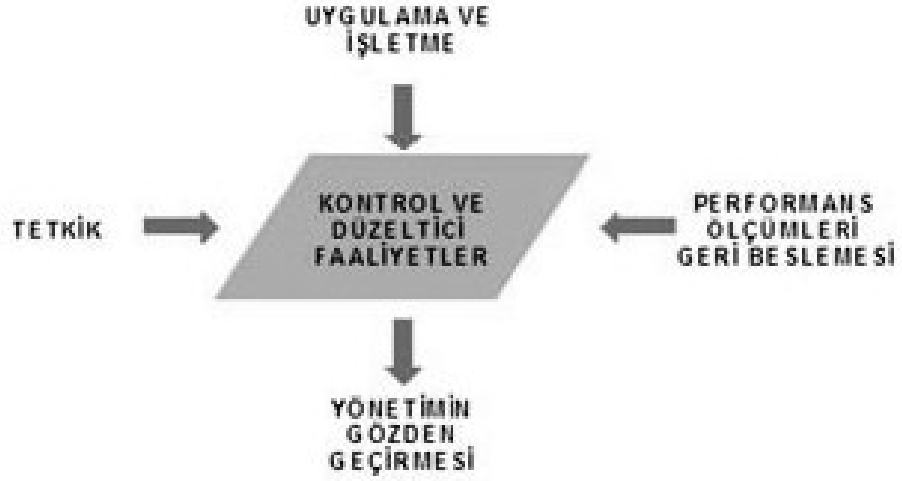 UYGULAMA VE
İŞLETME
TETKİK
KONTROL VE
DÜZELTİCİ
FAALİYETLER
PERFORMANS
ÖLÇÜMLERİ
GERİ BESLEMESİ
YÖNETİMİN
GÖZDEN
GEÇİRMESİ